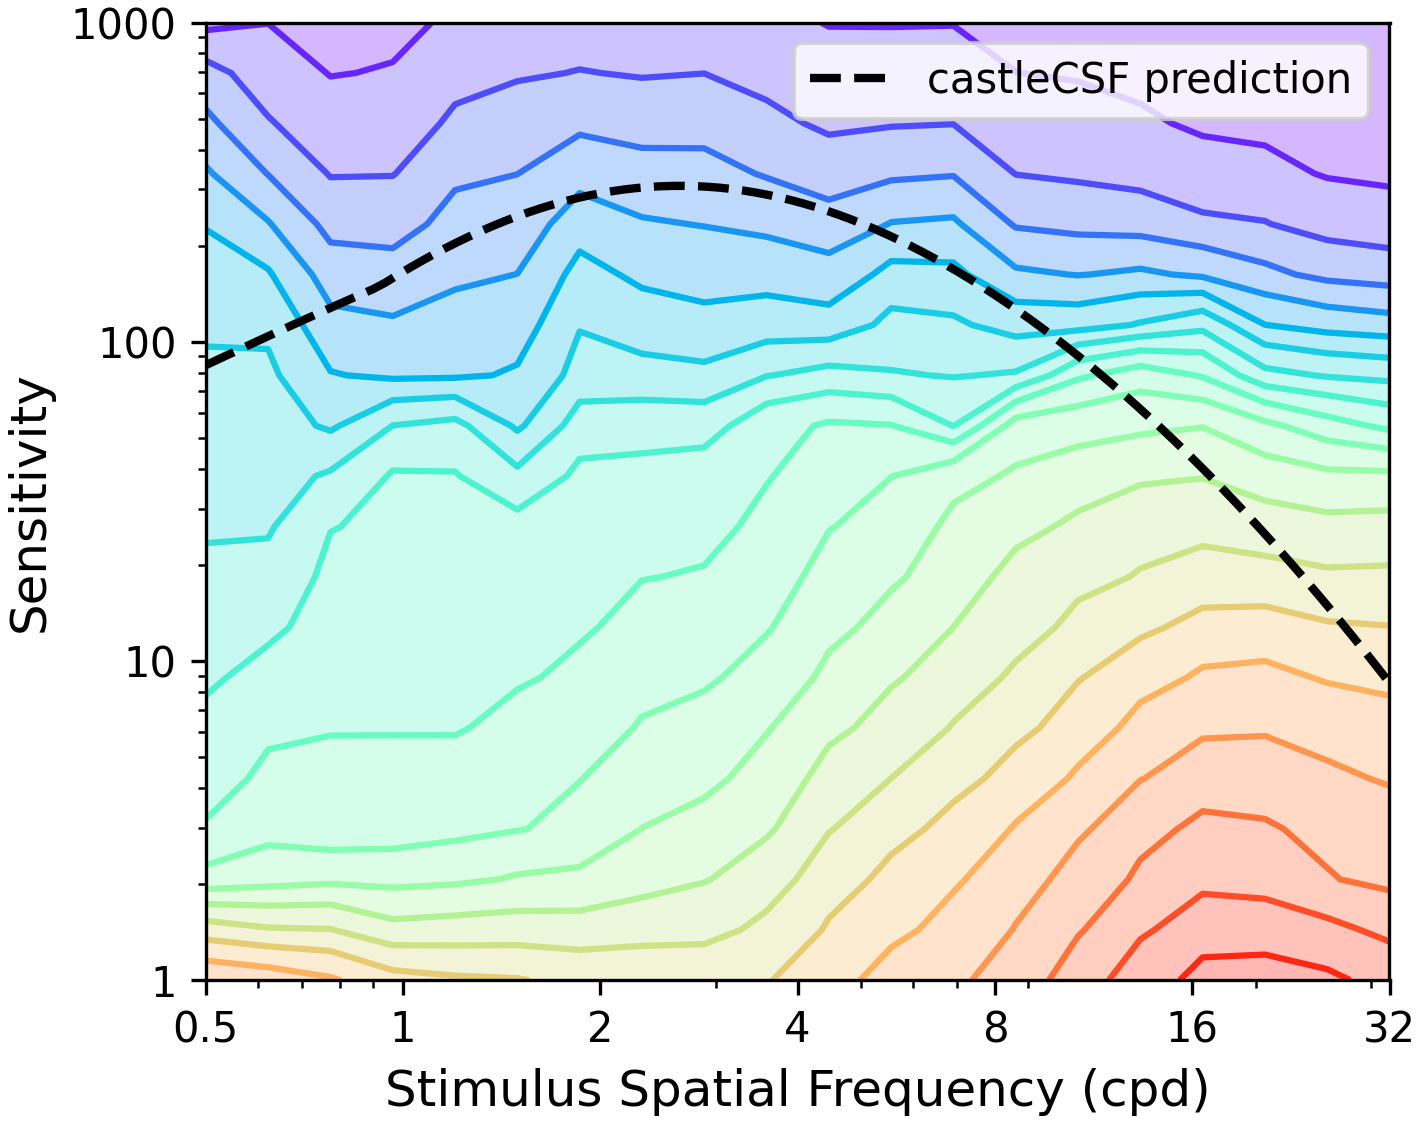 1000
castleCSF prediction
100
Sensitivity
10
1
0.5 1 2 4 8 16 32
Stimulus Spatial Frequency (cpd)